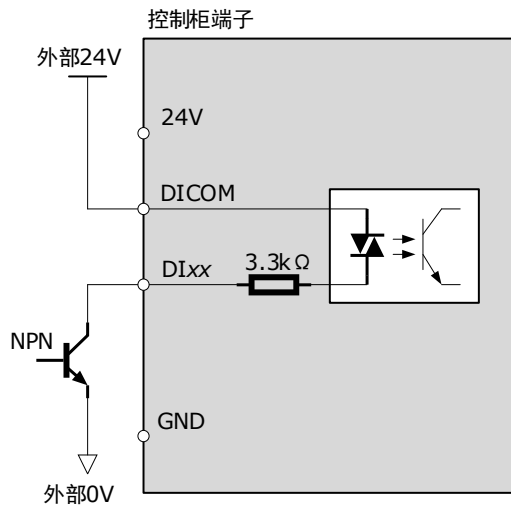 控制柜端子
外部24V
24V
DICOM
DIxx
3.3kΩ
NPN
GND
外部0V